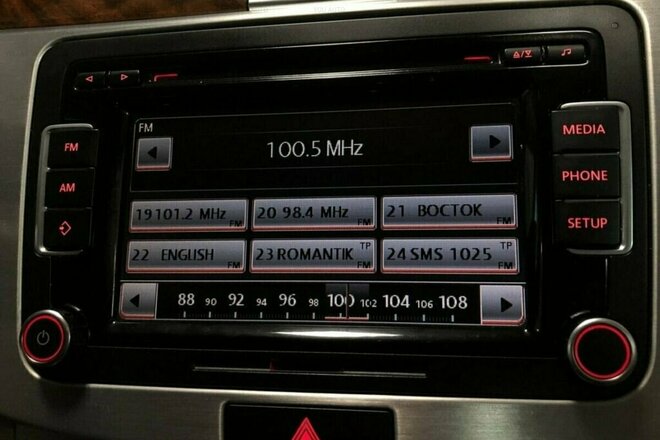 FM
100.5 MHz
19 101.2 MHz FM
20 98.4 MHz FM
21 ВОСТОК FM
22 ENGLISH FM
23 ROMANTIK TP FM
24 SMS 1025 TP FM
88 90 92 94 96 98 100 102 104 106 108
FM
AM
MEDIA
PHONE
SETUP